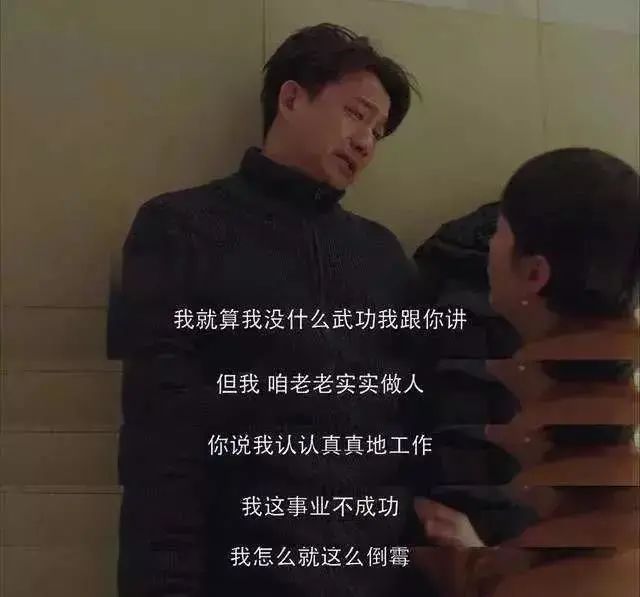 我就算我没什么武功我跟你讲
但我 咱老老实实做人
你说我认认真真地工作
我这事业不成功
我怎么就这么倒霉